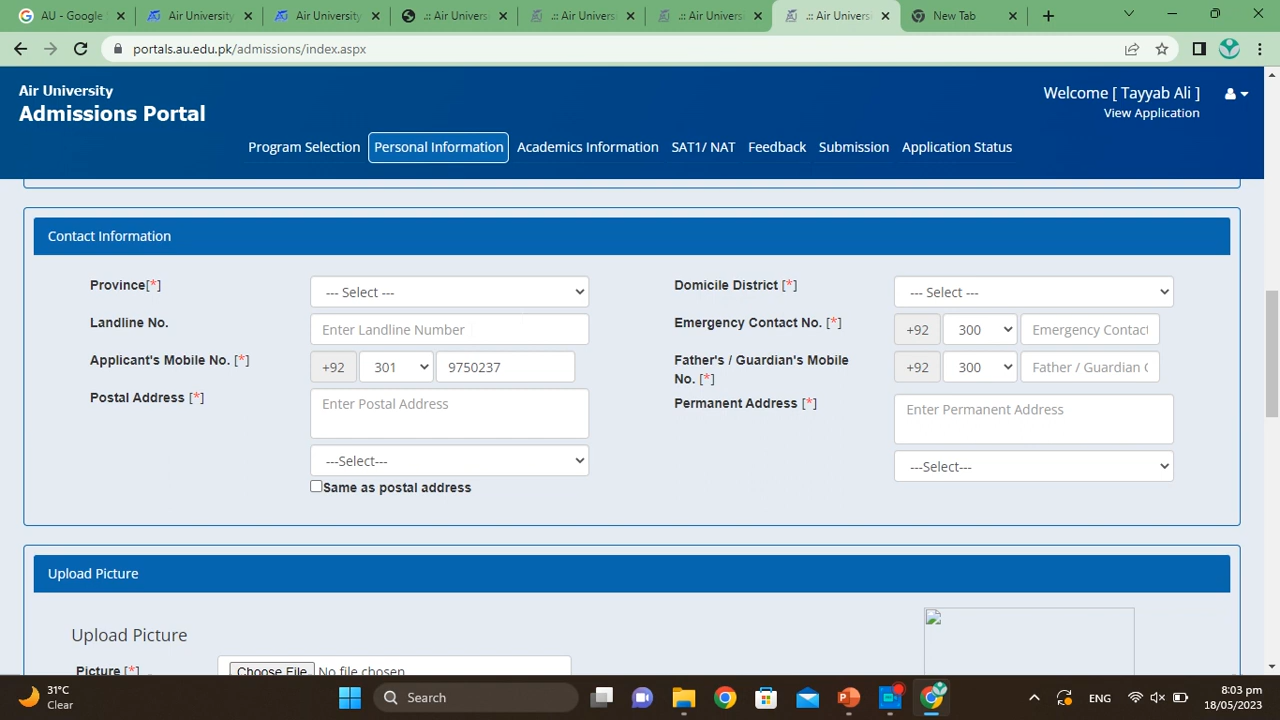 AU - Google
Air University
Air University
.:: Air Univers
.:: Air Univers
.:: Air Univers
.:: Air Univers
New Tab
portals.au.edu.pk/admissions/index.aspx
Air University
Admissions Portal
Welcome [ Tayyab Ali ]
View Application
Program Selection Personal Information Academics Information SAT1/ NAT Feedback Submission Application Status
Contact Information
Province[*] --- Select --- Domicile District [*] --- Select ---
Landline No. Enter Landline Number Emergency Contact No. [*] +92 300 Emergency Contact
Applicant's Mobile No. [*] +92 301 9750237 Father's / Guardian's Mobile No. [*] +92 300 Father / Guardian C
Postal Address [*] Enter Postal Address Permanent Address [*] Enter Permanent Address
---Select--- ---Select---
Same as postal address
Upload Picture
Upload Picture
Picture [*] Choose File No file chosen
31°C
Clear
Search
ENG
8:03 pm
18/05/2023